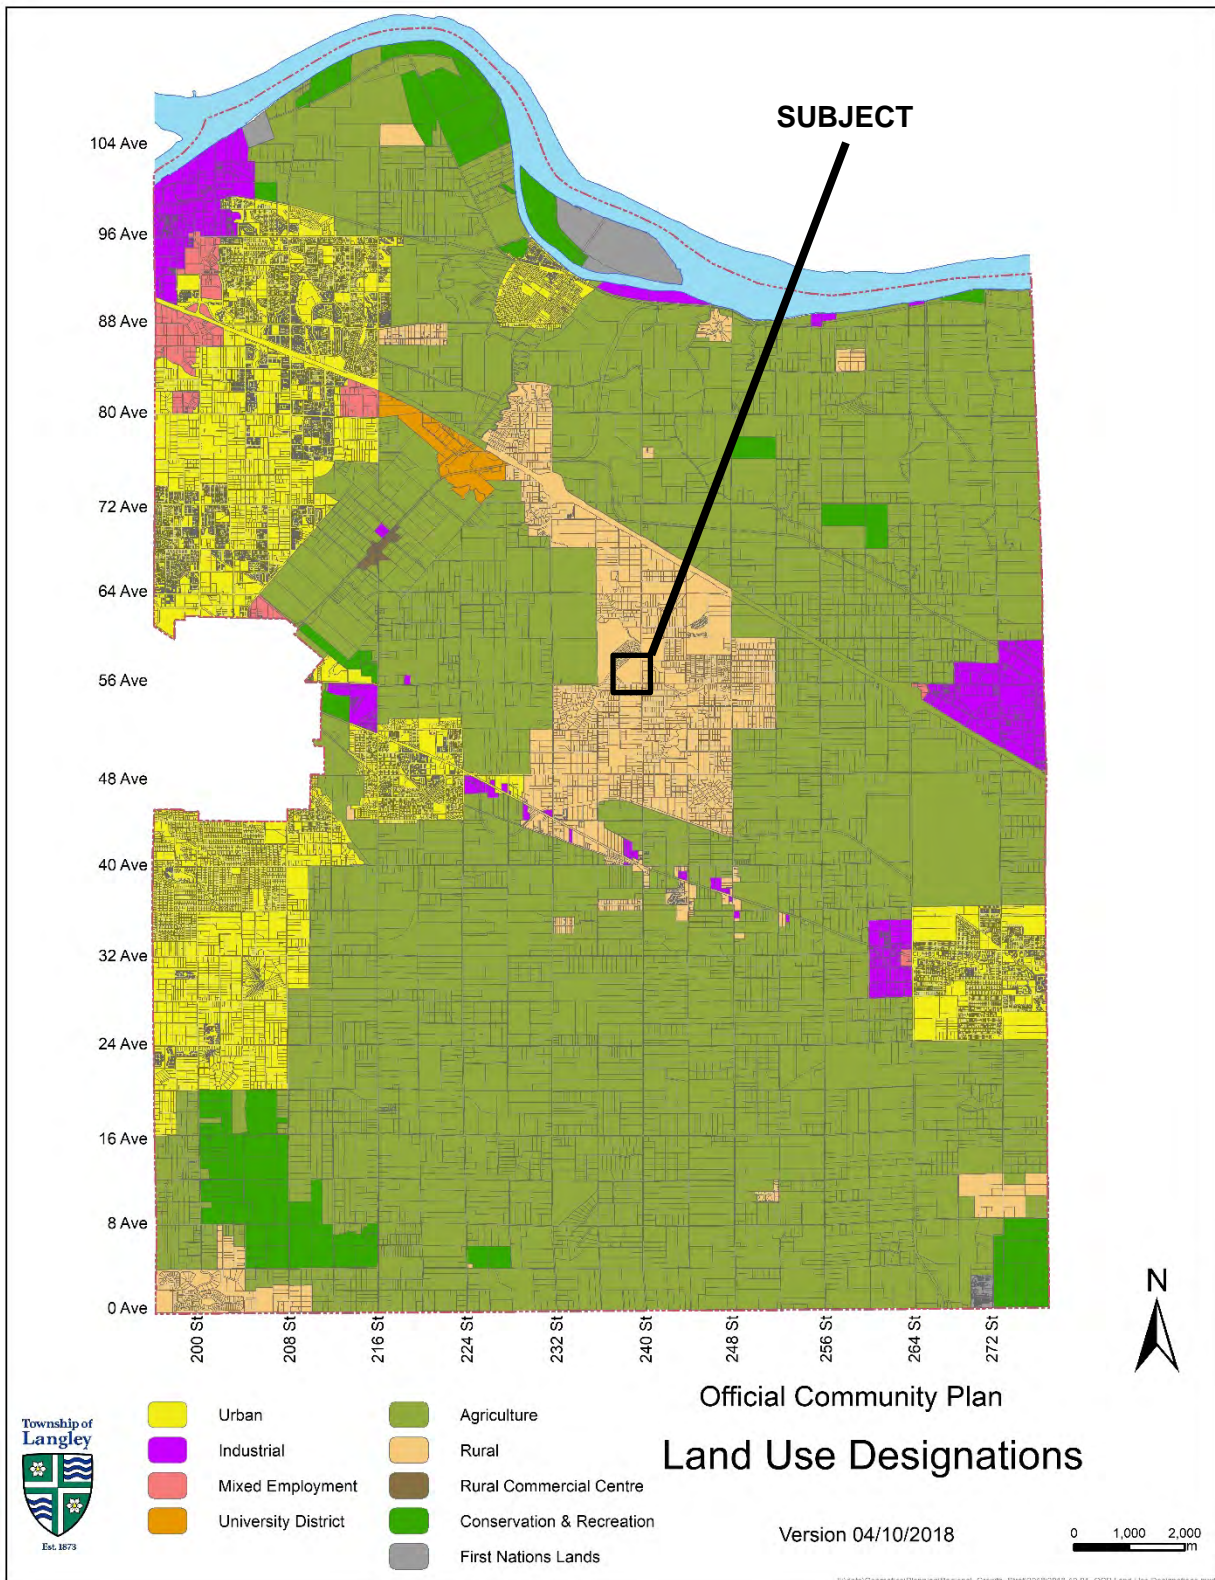 SUBJECT
104 Ave
96 Ave
88 Ave
80 Ave
72 Ave
64 Ave
56 Ave
48 Ave
40 Ave
32 Ave
24 Ave
16 Ave
8 Ave
0 Ave
200 St
208 St
216 St
224 St
232 St
240 St
248 St
256 St
264 St
272 St
N
Official Community Plan
Land Use Designations
Version 04/10/2018
0 1,000 2,000
m
Township of
Langley
Est. 1873
Urban
Industrial
Mixed Employment
University District
Agriculture
Rural
Rural Commercial Centre
Conservation & Recreation
First Nations Lands